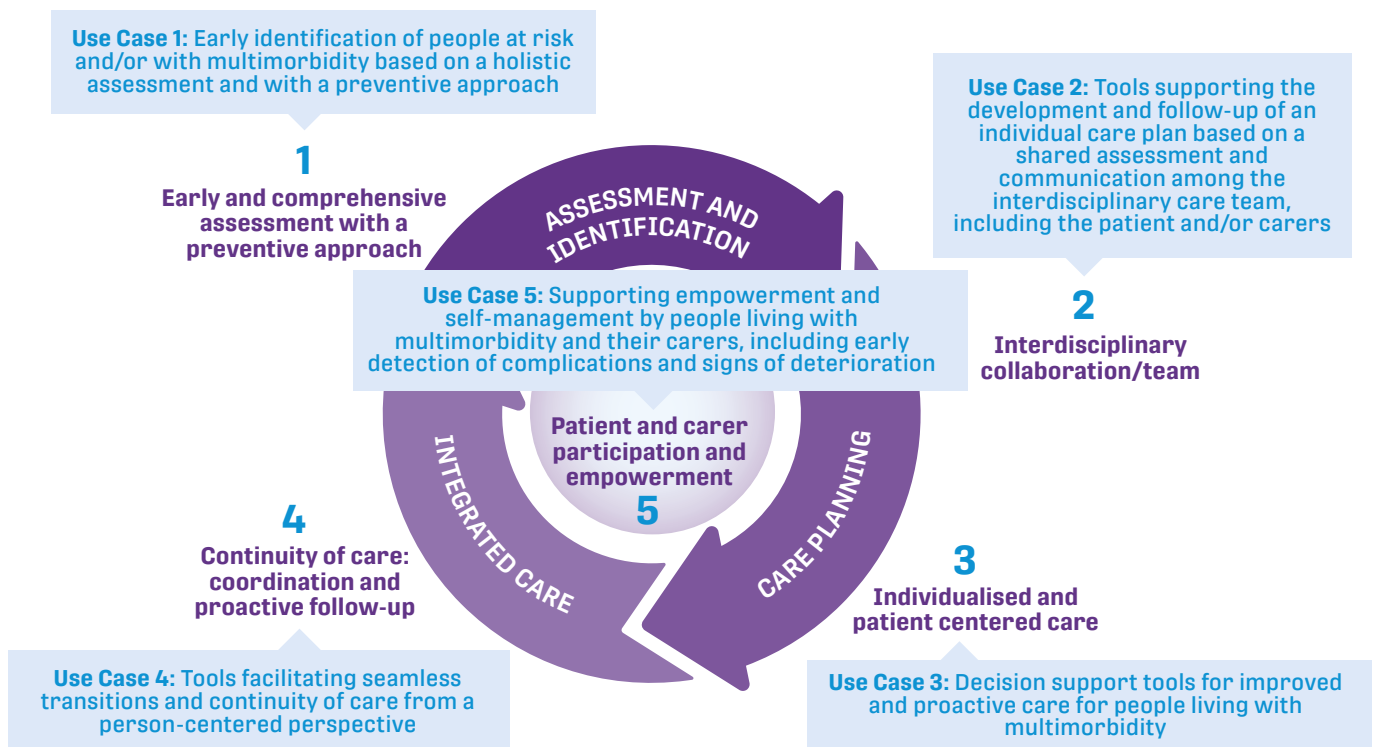 Use Case 1: Early identification of people at risk
and/or with multimorbidity based on a holistic
assessment and with a preventive approach
1
Early and comprehensive
assessment with a
preventive approach
ASSESSMENT AND
IDENTIFICATION
Use Case 2: Tools supporting the
development and follow-up of an
individual care plan based on a
shared assessment and
communication among the
interdisciplinary care team,
including the patient and/or carers
2
Interdisciplinary
collaboration/team
Use Case 5: Supporting empowerment and
self-management by people living with
multimorbidity and their carers, including early
detection of complications and signs of deterioration
Patient and carer
participation and
empowerment
5
CARE PLANNING
3
Individualised and
patient centered care
Use Case 3: Decision support tools for improved
and proactive care for people living with
multimorbidity
INTEGRATED CARE
4
Continuity of care:
coordination and
proactive follow-up
Use Case 4: Tools facilitating seamless
transitions and continuity of care from a
person-centered perspective